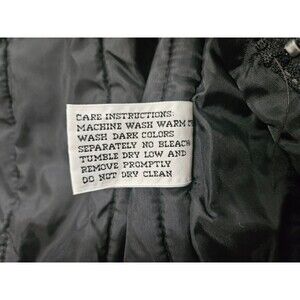 CARE INSTRUCTIONS:
MACHINE WASH WARM
WASH DARK COLORS
SEPARATELY NO BLEACH
TUMBLE DRY LOW AND
REMOVE PROMPTLY
DO NOT DRY CLEAN